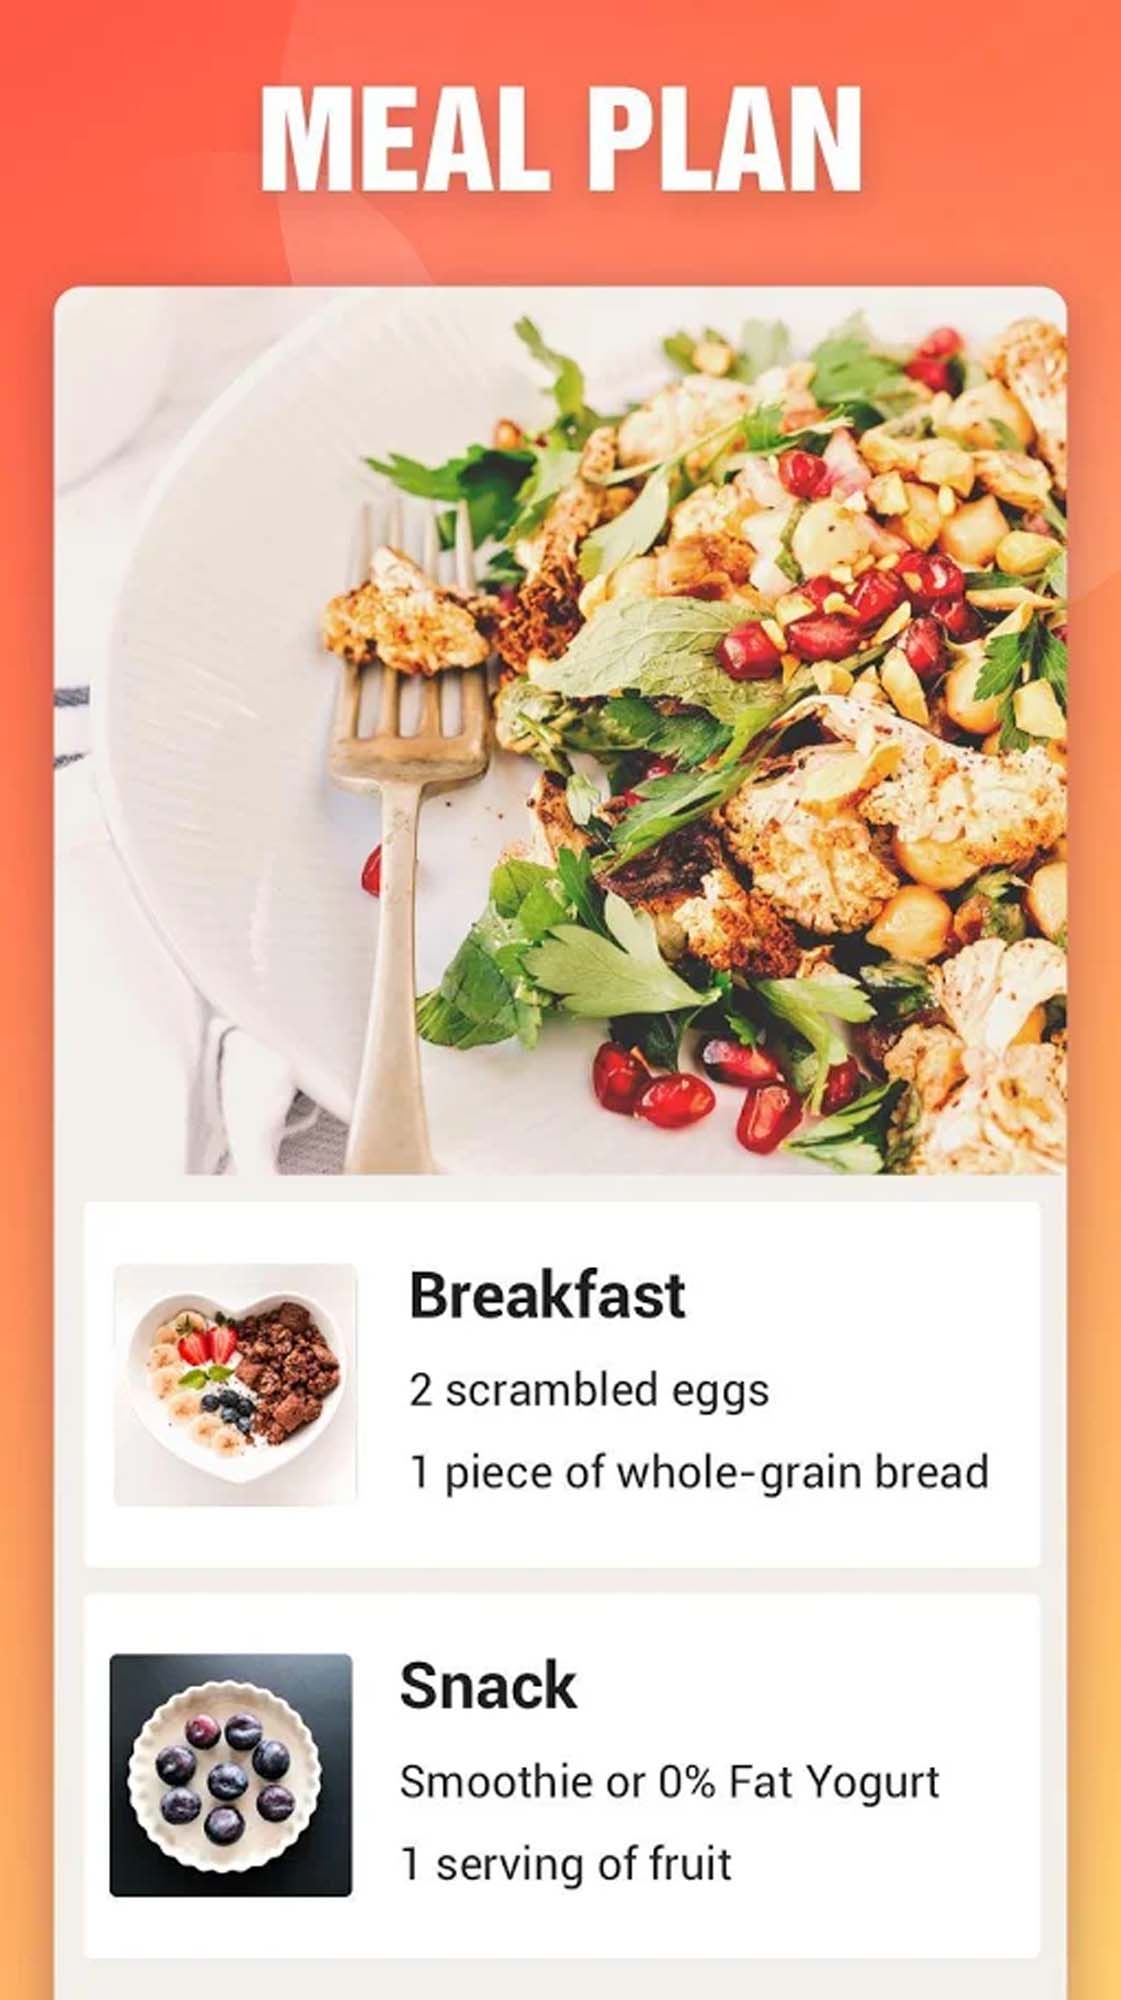 MEAL PLAN
Breakfast
2 scrambled eggs
1 piece of whole-grain bread
Snack
Smoothie or 0% Fat Yogurt
1 serving of fruit